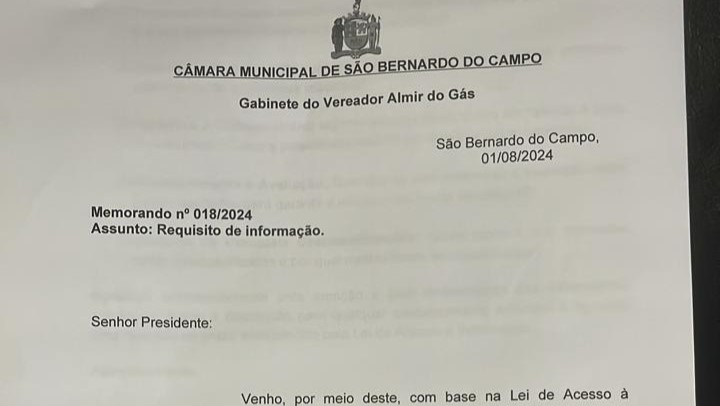 CÂMARA MUNICIPAL DE SÃO BERNARDO DO CAMPO
Gabinete do Vereador Almir do Gás
São Bernardo do Campo,
01/08/2024
Memorando nº 018/2024
Assunto: Requisito de informação.
Senhor Presidente:
Venho, por meio deste, com base na Lei de Acesso à